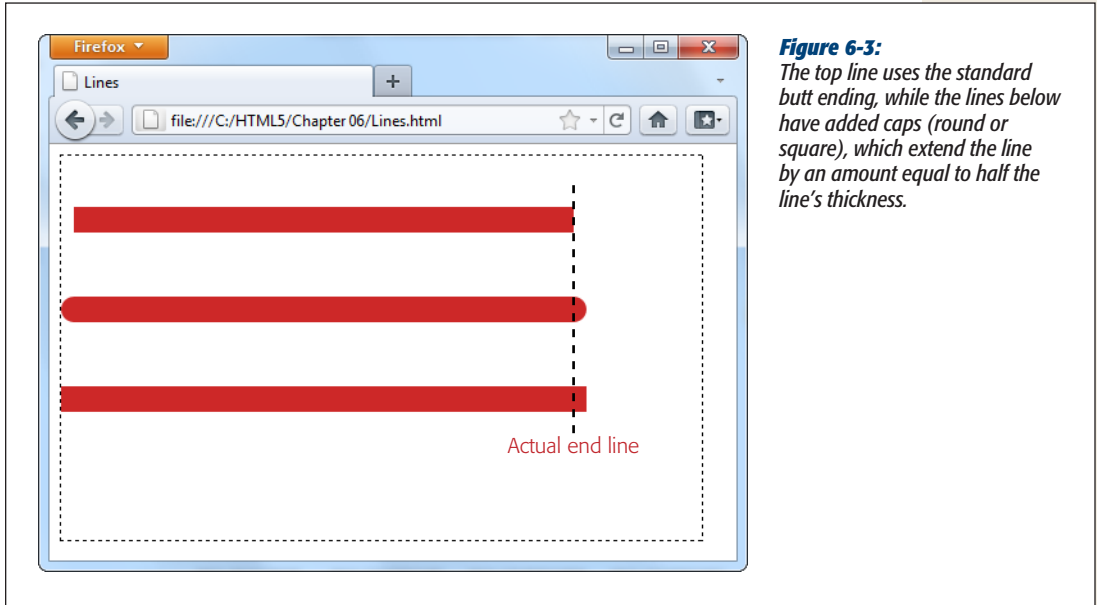 Firefox
Lines
file:///C:/HTML5/Chapter 06/Lines.html
Actual end line
Figure 6-3:
The top line uses the standard
butt ending, while the lines below
have added caps (round or
square), which extend the line
by an amount equal to half the
line's thickness.